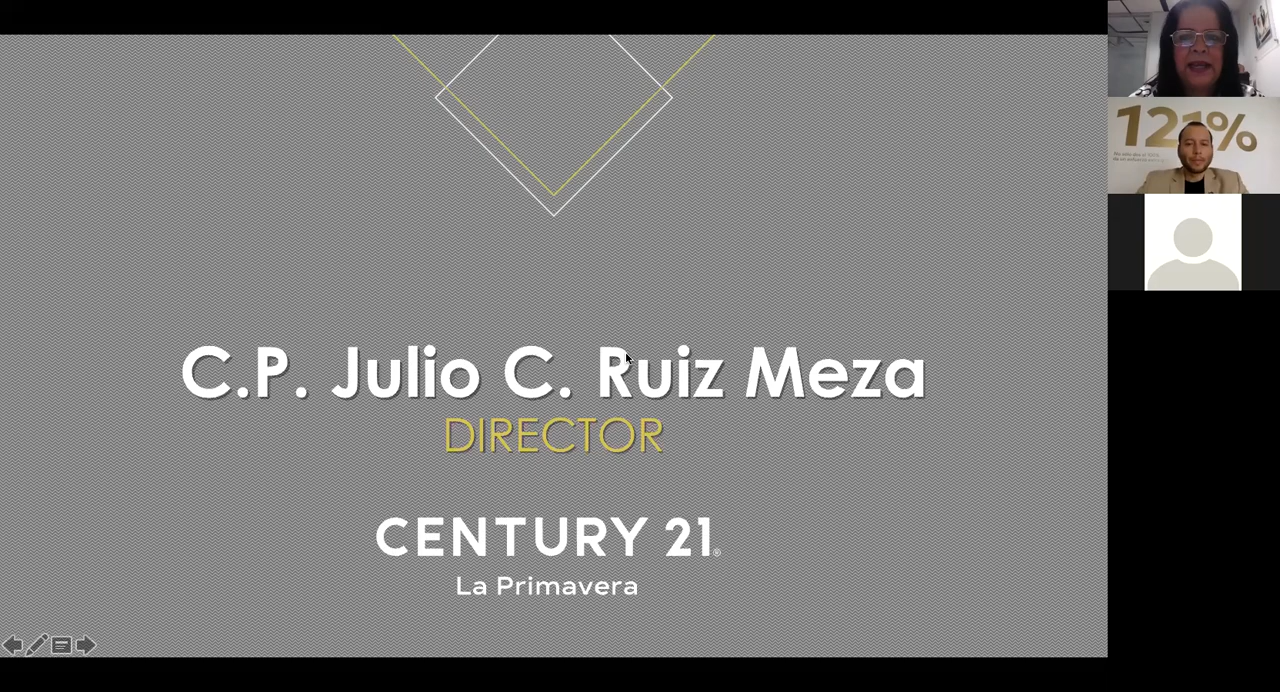 C.P. Julio C. Ruiz Meza
DIRECTOR
CENTURY 21®
La Primavera
121%